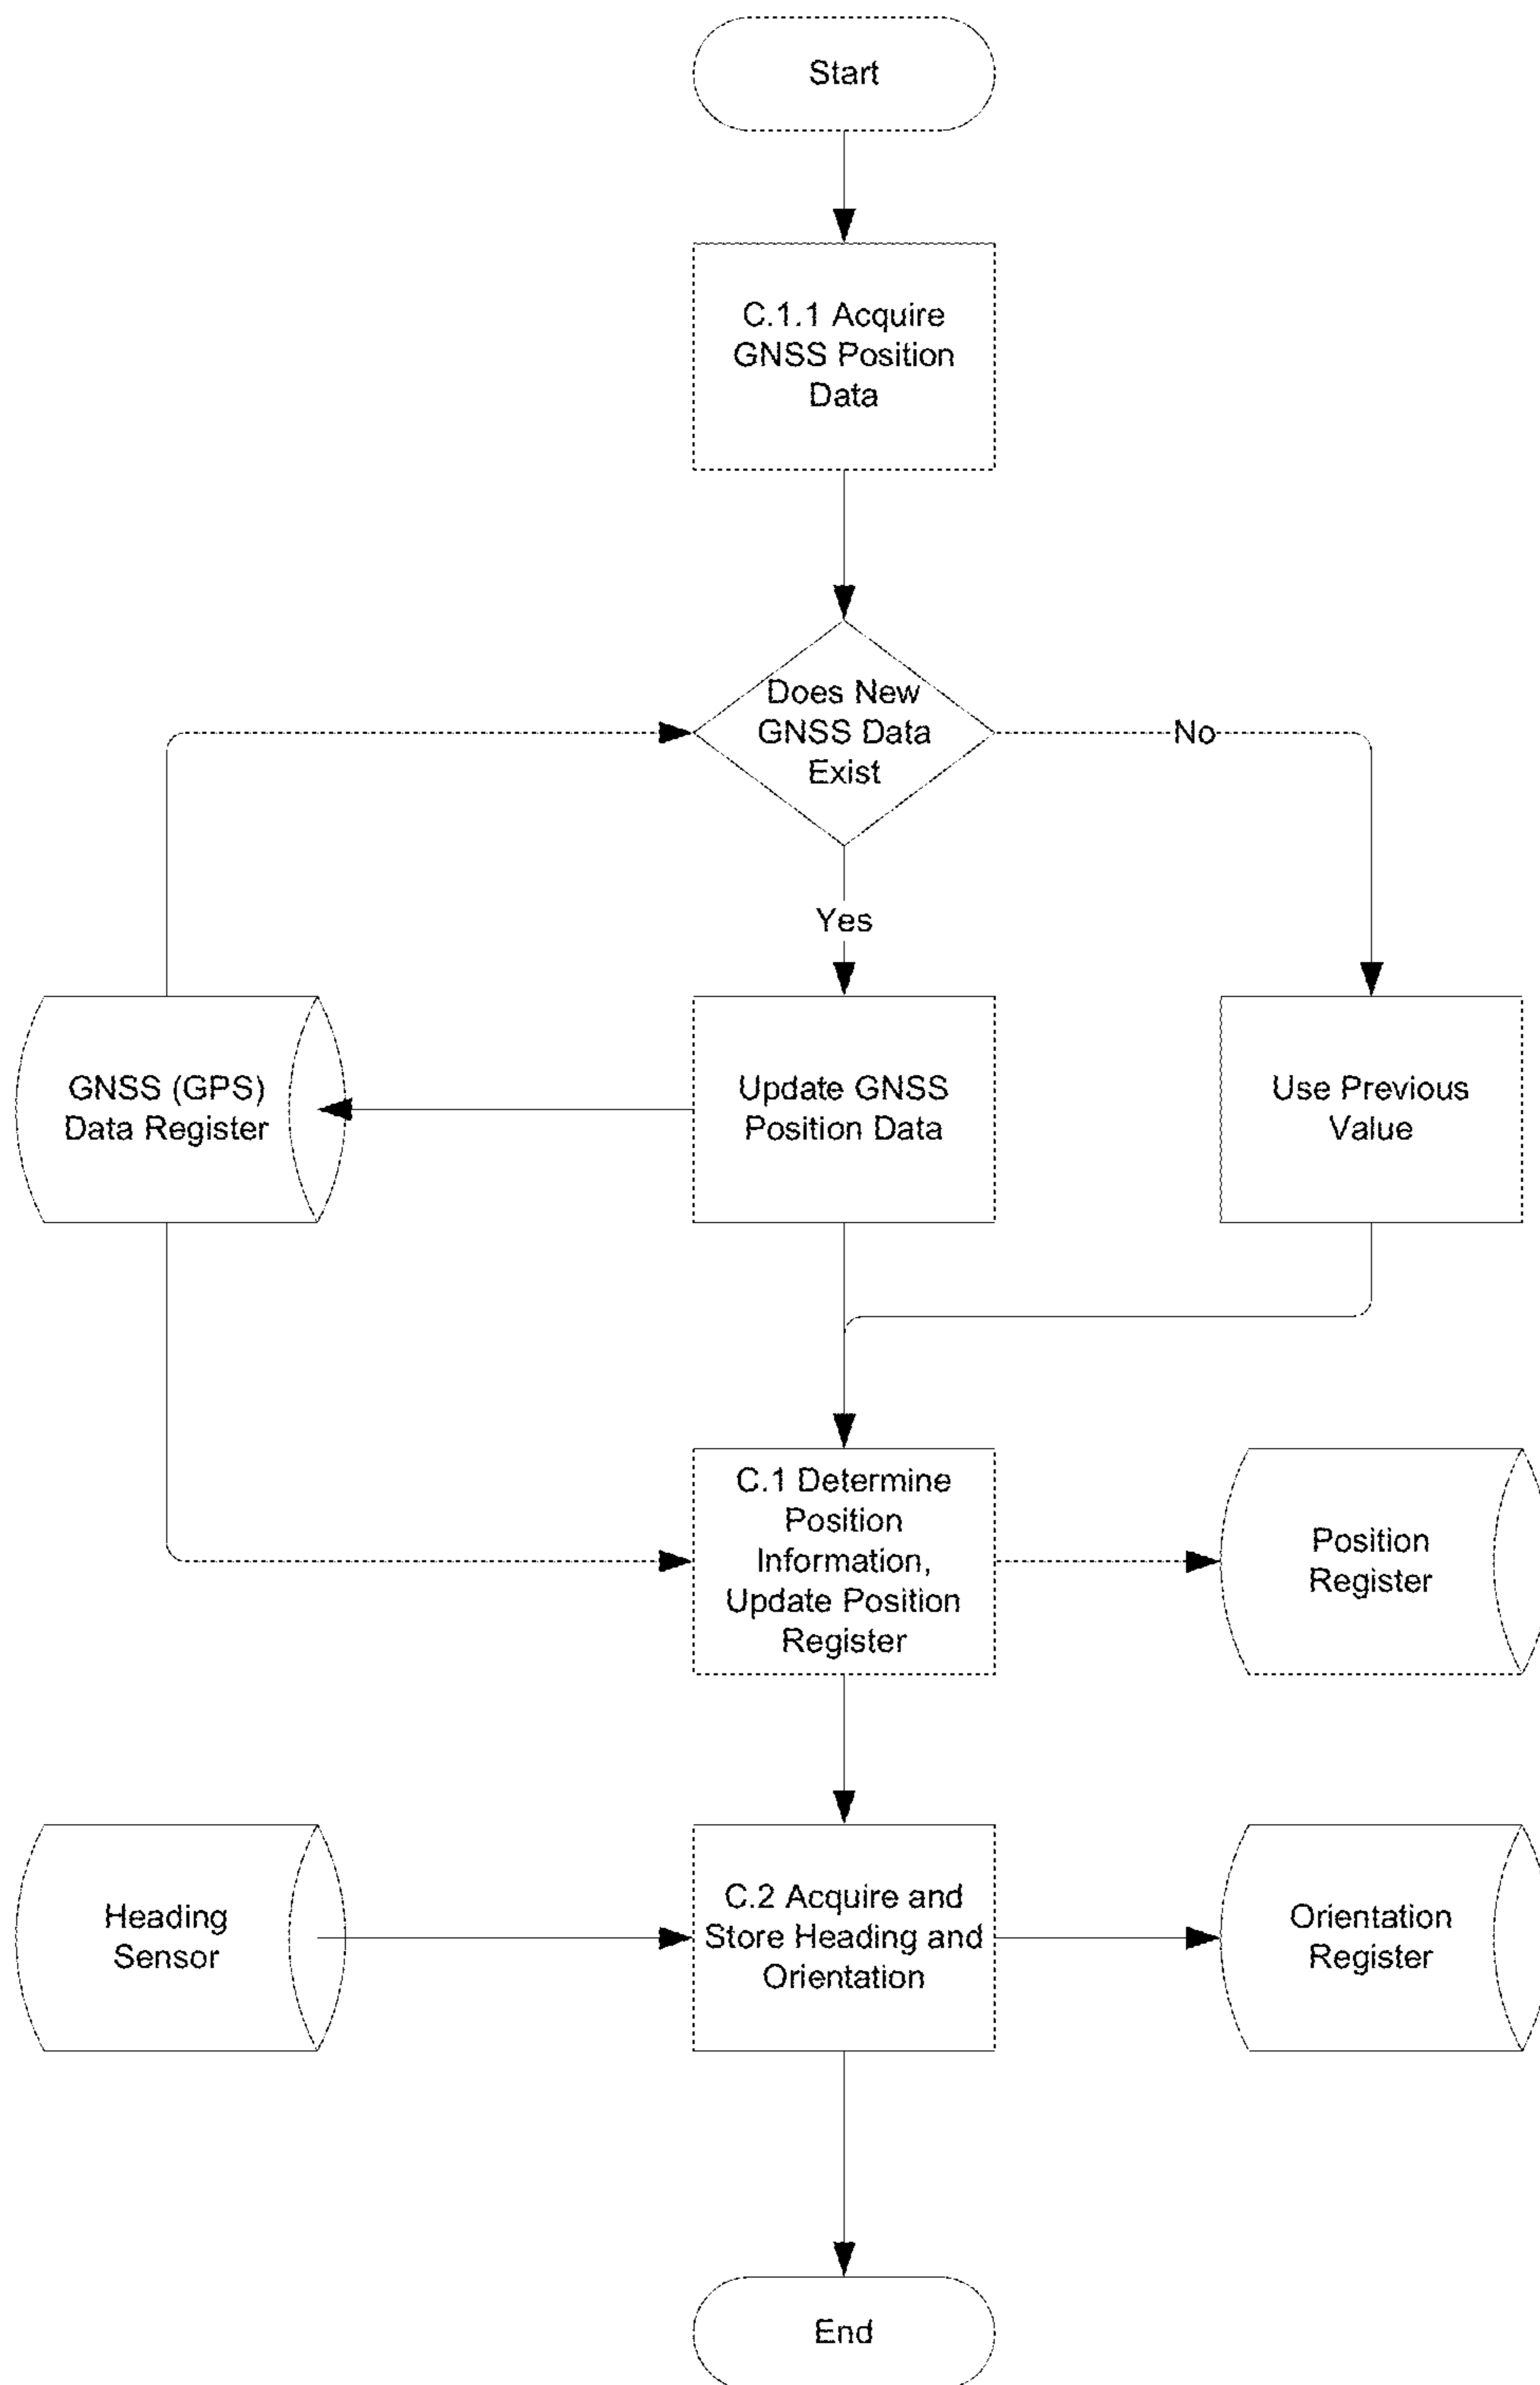 Start
C.1.1 Acquire
GNSS Position
Data
Does New
GNSS Data
Exist
No
Yes
GNSS (GPS)
Data Register
Update GNSS
Position Data
Use Previous
Value
C.1 Determine
Position
Information,
Update Position
Register
Position
Register
Heading
Sensor
C.2 Acquire and
Store Heading and
Orientation
Orientation
Register
End